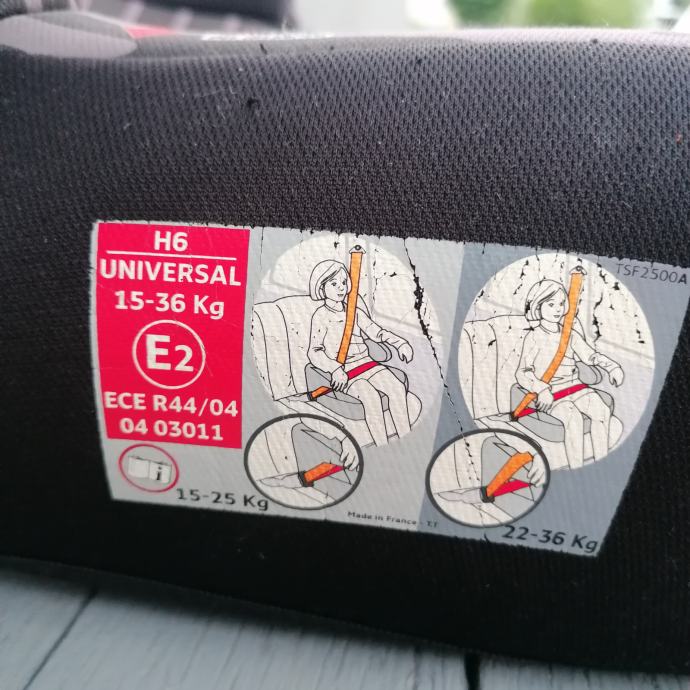 H6
UNIVERSAL
15-36 Kg
E2
ECE R44/04
04 03011
i
15-25 Kg
Made in France - TT
22-36 Kg
TSF2500A